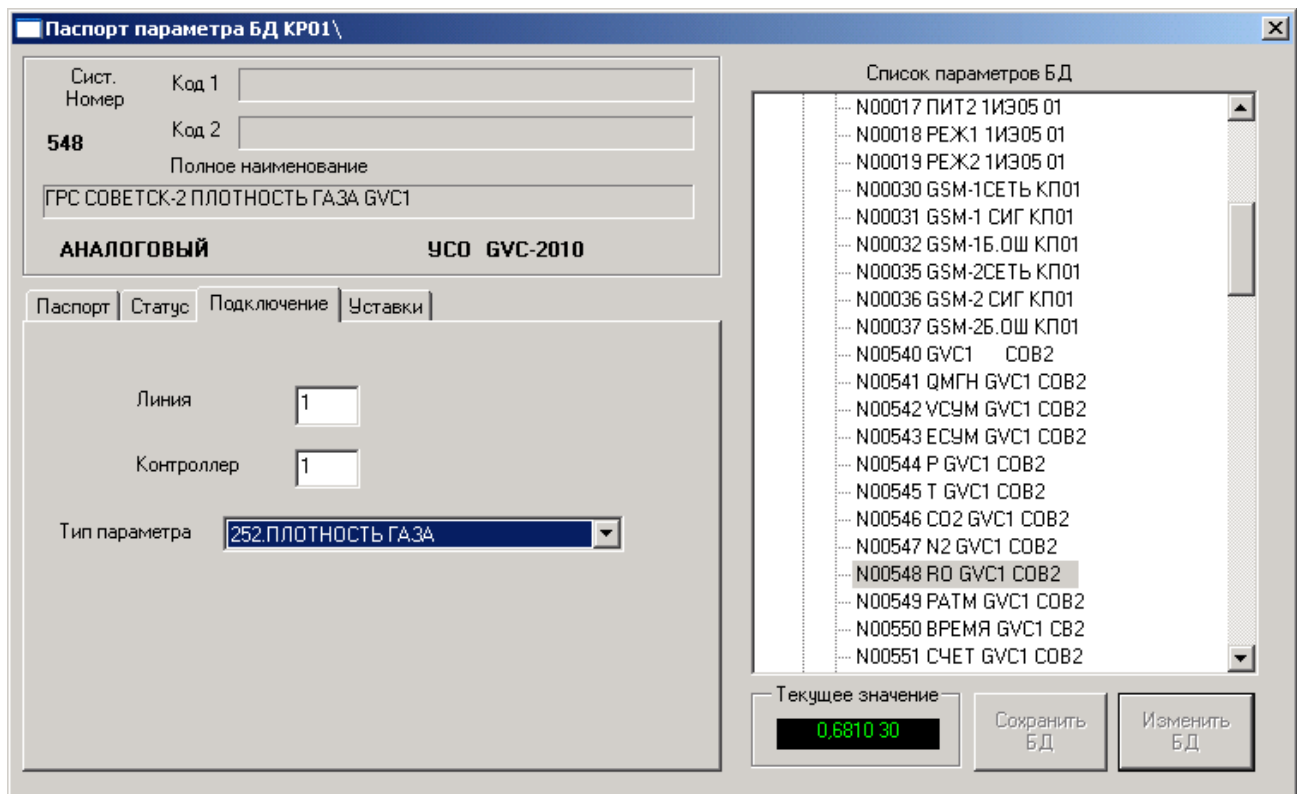 Паспорт параметра БД КР01\
Сист. Номер
Код 1
548
Код 2
Полное наименование
ГРС СОВЕТСК-2 ПЛОТНОСТЬ ГАЗА GVC1
АНАЛОГОВЫЙ УСО GVC-2010
Паспорт Статус Подключение Уставки
Линия 1
Контроллер 1
Тип параметра 252.ПЛОТНОСТЬ ГАЗА
Список параметров БД
N00017 ПИТ2 1ИЭ05 01
N00018 РЕЖ1 1ИЭ05 01
N00019 РЕЖ2 1ИЭ05 01
N00030 GSM-1СЕТЬ КП01
N00031 GSM-1 СИГ КП01
N00032 GSM-1Б.ОШ КП01
N00035 GSM-2СЕТЬ КП01
N00036 GSM-2 СИГ КП01
N00037 GSM-2Б.ОШ КП01
N00540 GVC1 СОВ2
N00541 QМГН GVC1 СОВ2
N00542 VСУМ GVC1 СОВ2
N00543 ЕСУМ GVC1 СОВ2
N00544 P GVC1 СОВ2
N00545 T GVC1 СОВ2
N00546 CO2 GVC1 СОВ2
N00547 N2 GVC1 СОВ2
N00548 RO GVC1 СОВ2
N00549 РАТМ GVC1 СОВ2
N00550 ВРЕМЯ GVC1 СВ2
N00551 СЧЕТ GVC1 СОВ2
Текущее значение
0,6810 30
Сохранить БД
Изменить БД